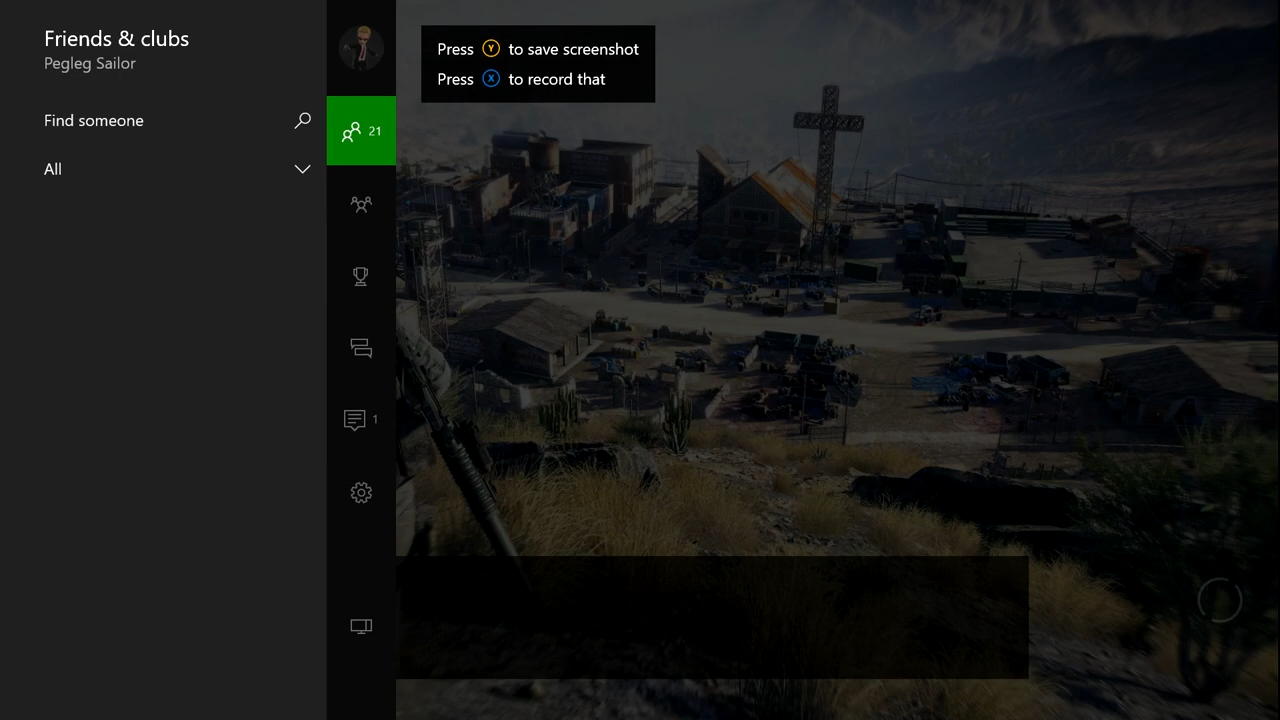 Friends & clubs
Pegleg Sailor
Find someone
All
21
1
Press Y to save screenshot
Press X to record that